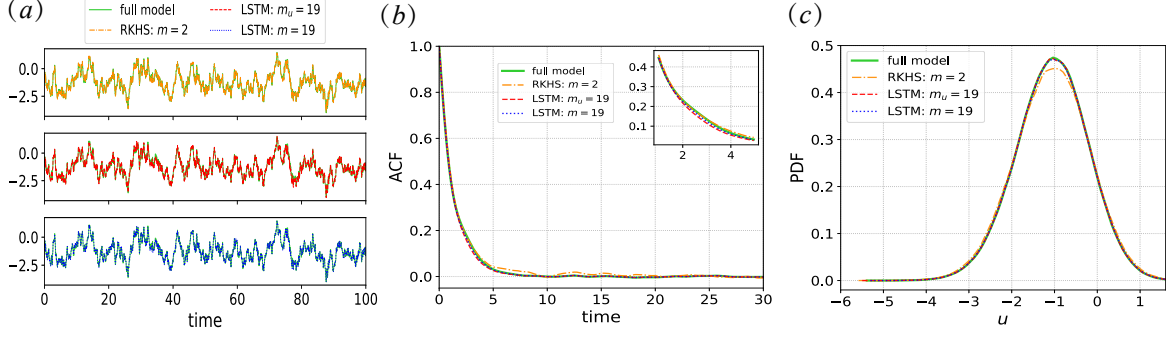 (a)
full model
RKHS: m = 2
LSTM: m_u = 19
LSTM: m = 19
0.0
−2.5
0.0
−2.5
0.0
−2.5
0 20 40 60 80 100
time
(b)
ACF
1.0
0.8
0.6
0.4
0.2
0.0
full model
RKHS: m = 2
LSTM: m_u = 19
LSTM: m = 19
0.4
0.3
0.2
0.1
2 4
0 5 10 15 20 25 30
time
(c)
PDF
0.5
0.4
0.3
0.2
0.1
0.0
full model
RKHS: m = 2
LSTM: m_u = 19
LSTM: m = 19
−6 −5 −4 −3 −2 −1 0 1
u